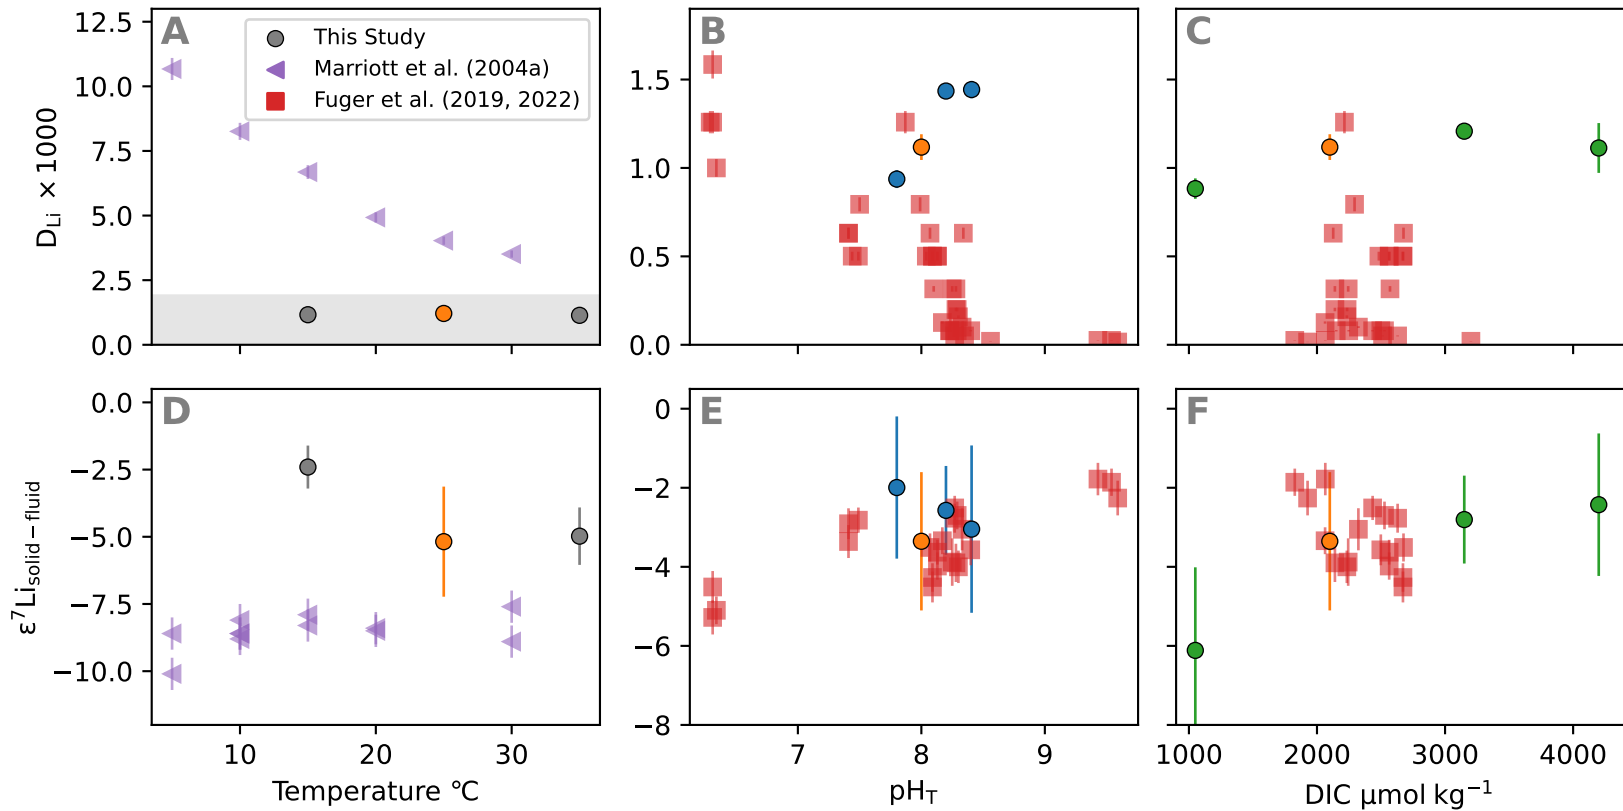 A
This Study
Marriott et al. (2004a)
Fuger et al. (2019, 2022)
12.5
10.0
7.5
5.0
2.5
0.0
D_Li × 1000
B
1.5
1.0
0.5
0.0
7 8 9
C
D
0.0
−2.5
−5.0
−7.5
−10.0
ε⁷Li_solid−fluid
10 20 30
Temperature °C
E
0
−2
−4
−6
−8
7 8 9
pH_T
F
1000 2000 3000 4000
DIC μmol kg⁻¹